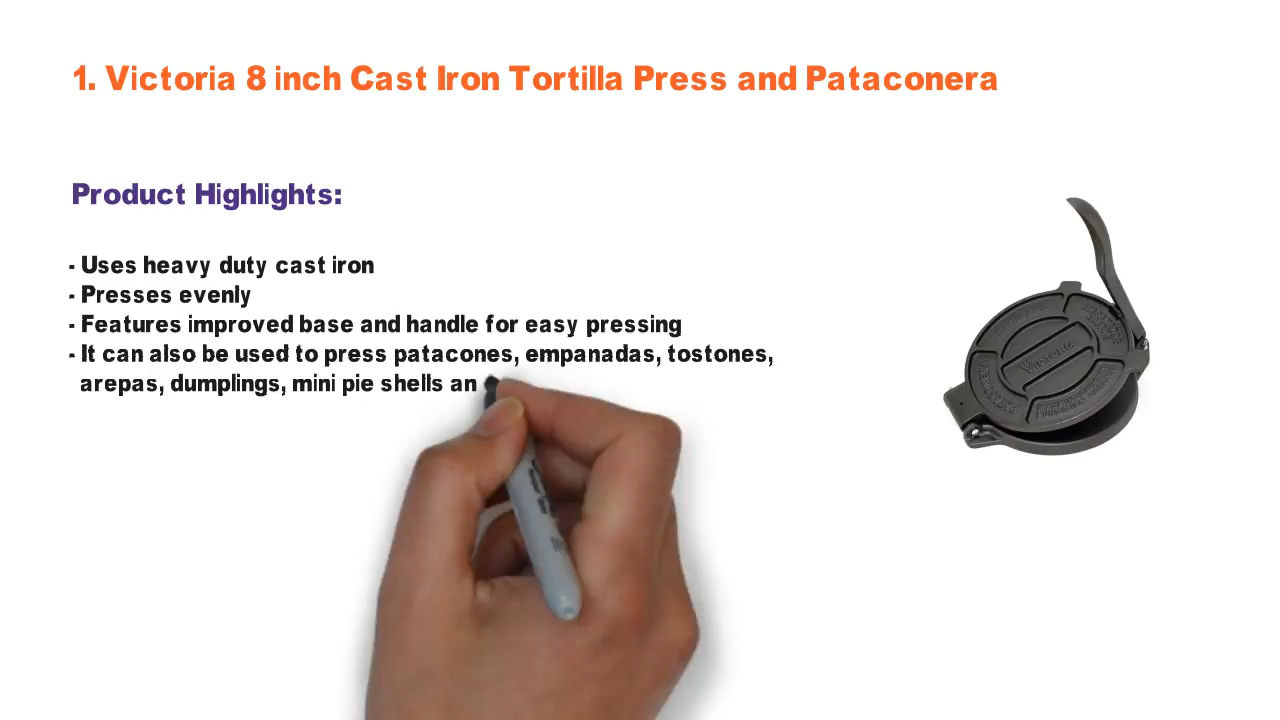 1. Victoria 8 inch Cast Iron Tortilla Press and Pataconera
Product Highlights:
- Uses heavy duty cast iron
- Presses evenly
- Features improved base and handle for easy pressing
- It can also be used to press patacones, empanadas, tostones,
arepas, dumplings, mini pie shells an
VICTORIA